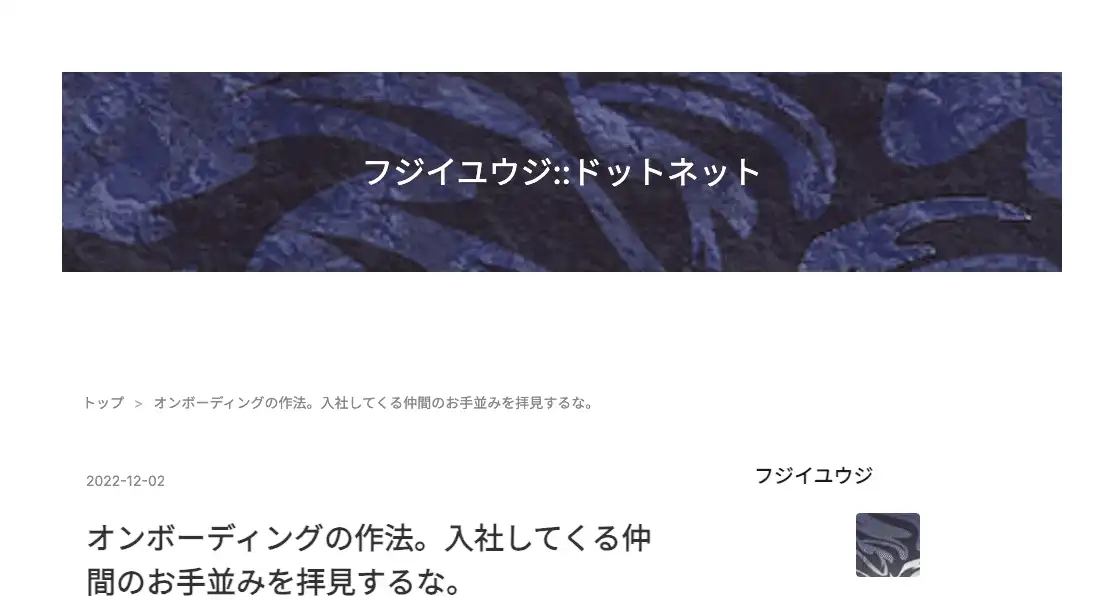 フジイユウジ::ドットネット
トップ > オンボーディングの作法。入社してくる仲間のお手並みを拝見するな。
2022-12-02
オンボーディングの作法。入社してくる仲
間のお手並みを拝見するな。
フジイユウジ